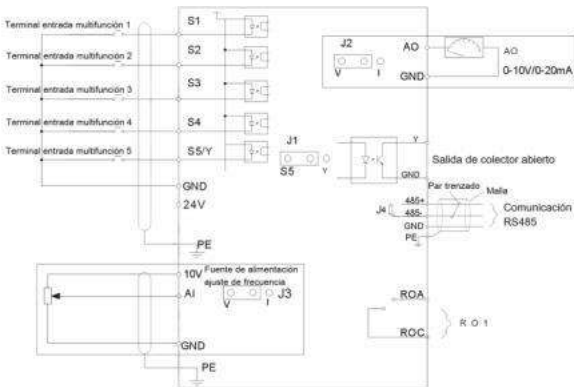 Terminal entrada multifunción 1
Terminal entrada multifunción 2
Terminal entrada multifunción 3
Terminal entrada multifunción 4
Terminal entrada multifunción 5
S1
S2
S3
S4
S5/Y
GND
24V
PE
J1
S5 Y
J2
V I
AO
GND
AO
0-10V/0-20mA
Y
GND
Salida de colector abierto
Par trenzado
Malla
J4
485+
485-
GND
PE
Comunicación
RS485
10V
Fuente de alimentación
ajuste de frecuencia
AI
V I J3
GND
PE
ROA
ROC
R O 1